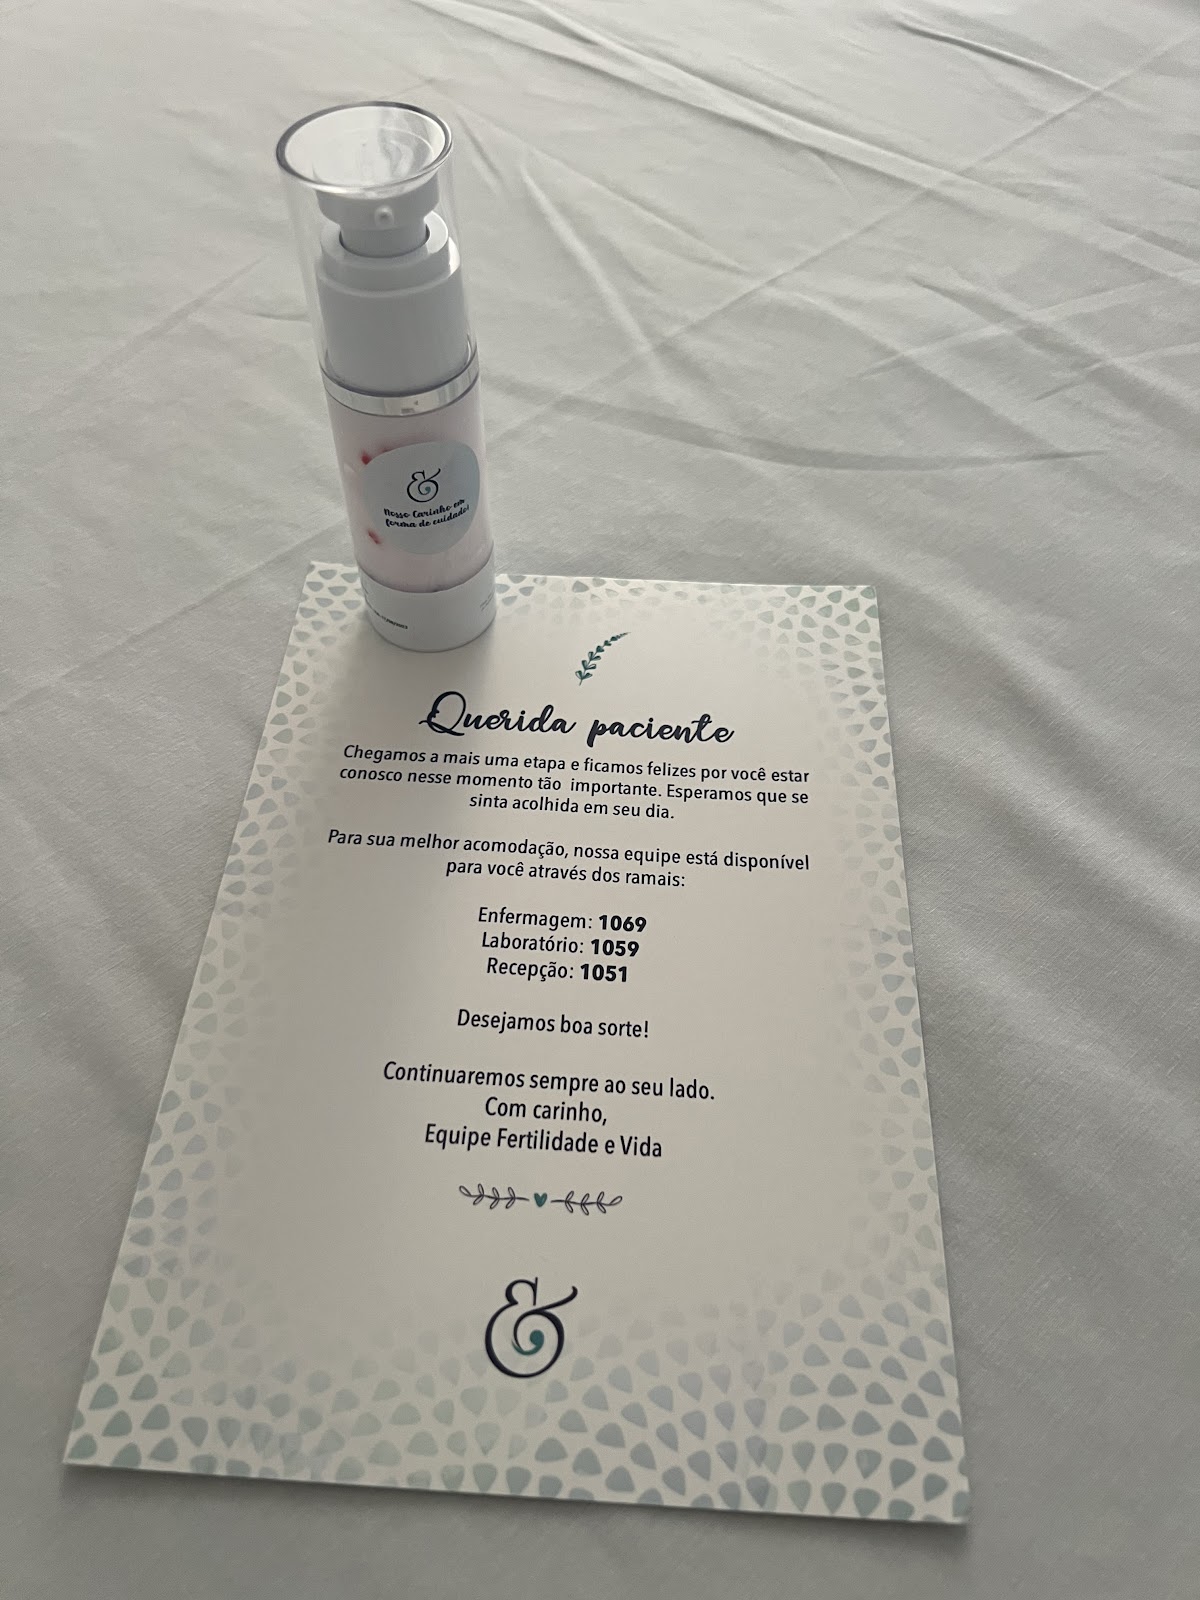 &
Nosso Carinho em
forma de cuidado!
Querida paciente
Chegamos a mais uma etapa e ficamos felizes por você estar
conosco nesse momento tão importante. Esperamos que se
sinta acolhida em seu dia.
Para sua melhor acomodação, nossa equipe está disponível
para você através dos ramais:
Enfermagem: 1069
Laboratório: 1059
Recepção: 1051
Desejamos boa sorte!
Continuaremos sempre ao seu lado.
Com carinho,
Equipe Fertilidade e Vida
&